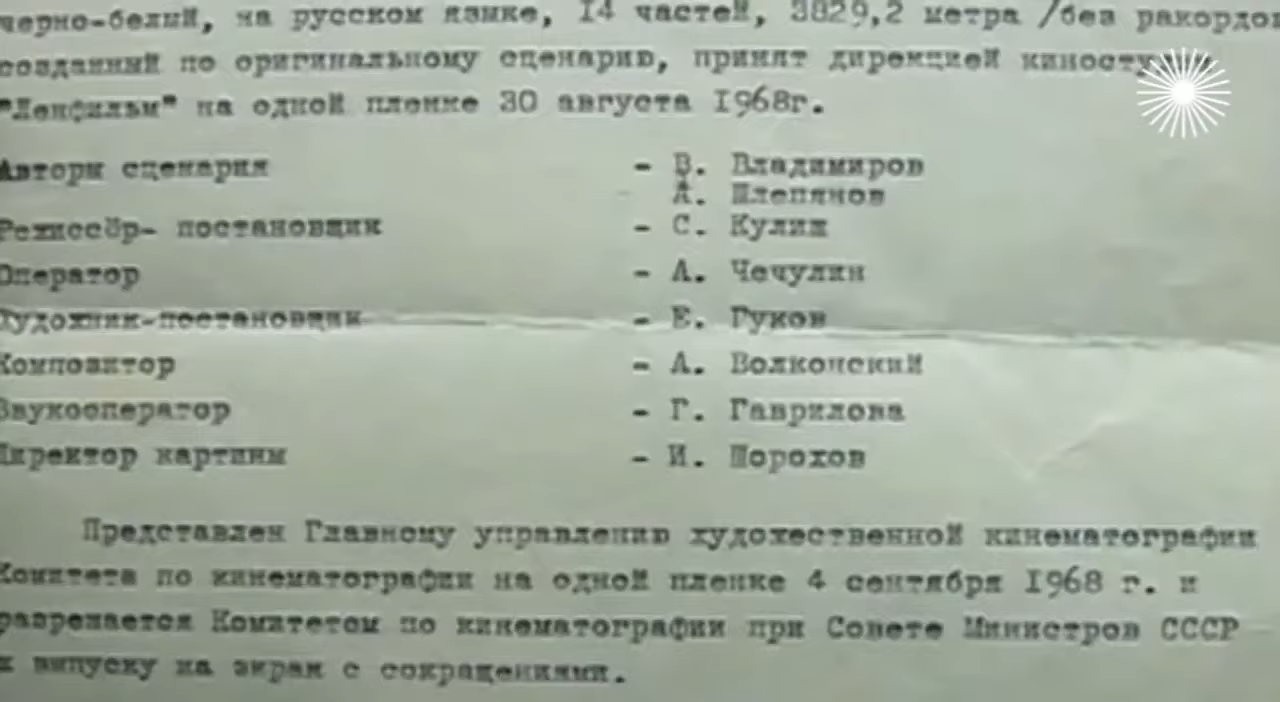 черно-белый, на русском языке, 14 частей, 3829,2 метра /без ракордов
созданный по оригинальному сценарию, принят дирекцией киностудии
"Ленфильм" на одной пленке 30 августа 1968г.
Авторы сценария - В. Владимиров
А. Шлепянов
Режиссёр- постановщик - С. Кулиш
Оператор - А. Чечулин
Художник-постановщик - Е. Гуков
Композитор - А. Волконский
Звукооператор - Г. Гаврилова
Директор картины - И. Порохов
Представлен Главному управлению художественной кинематографии
Комитета по кинематографии на одной пленке 4 сентября 1968 г. и
разрешается Комитетом по кинематографии при Совете Министров СССР
к выпуску на экран с сокращениями.